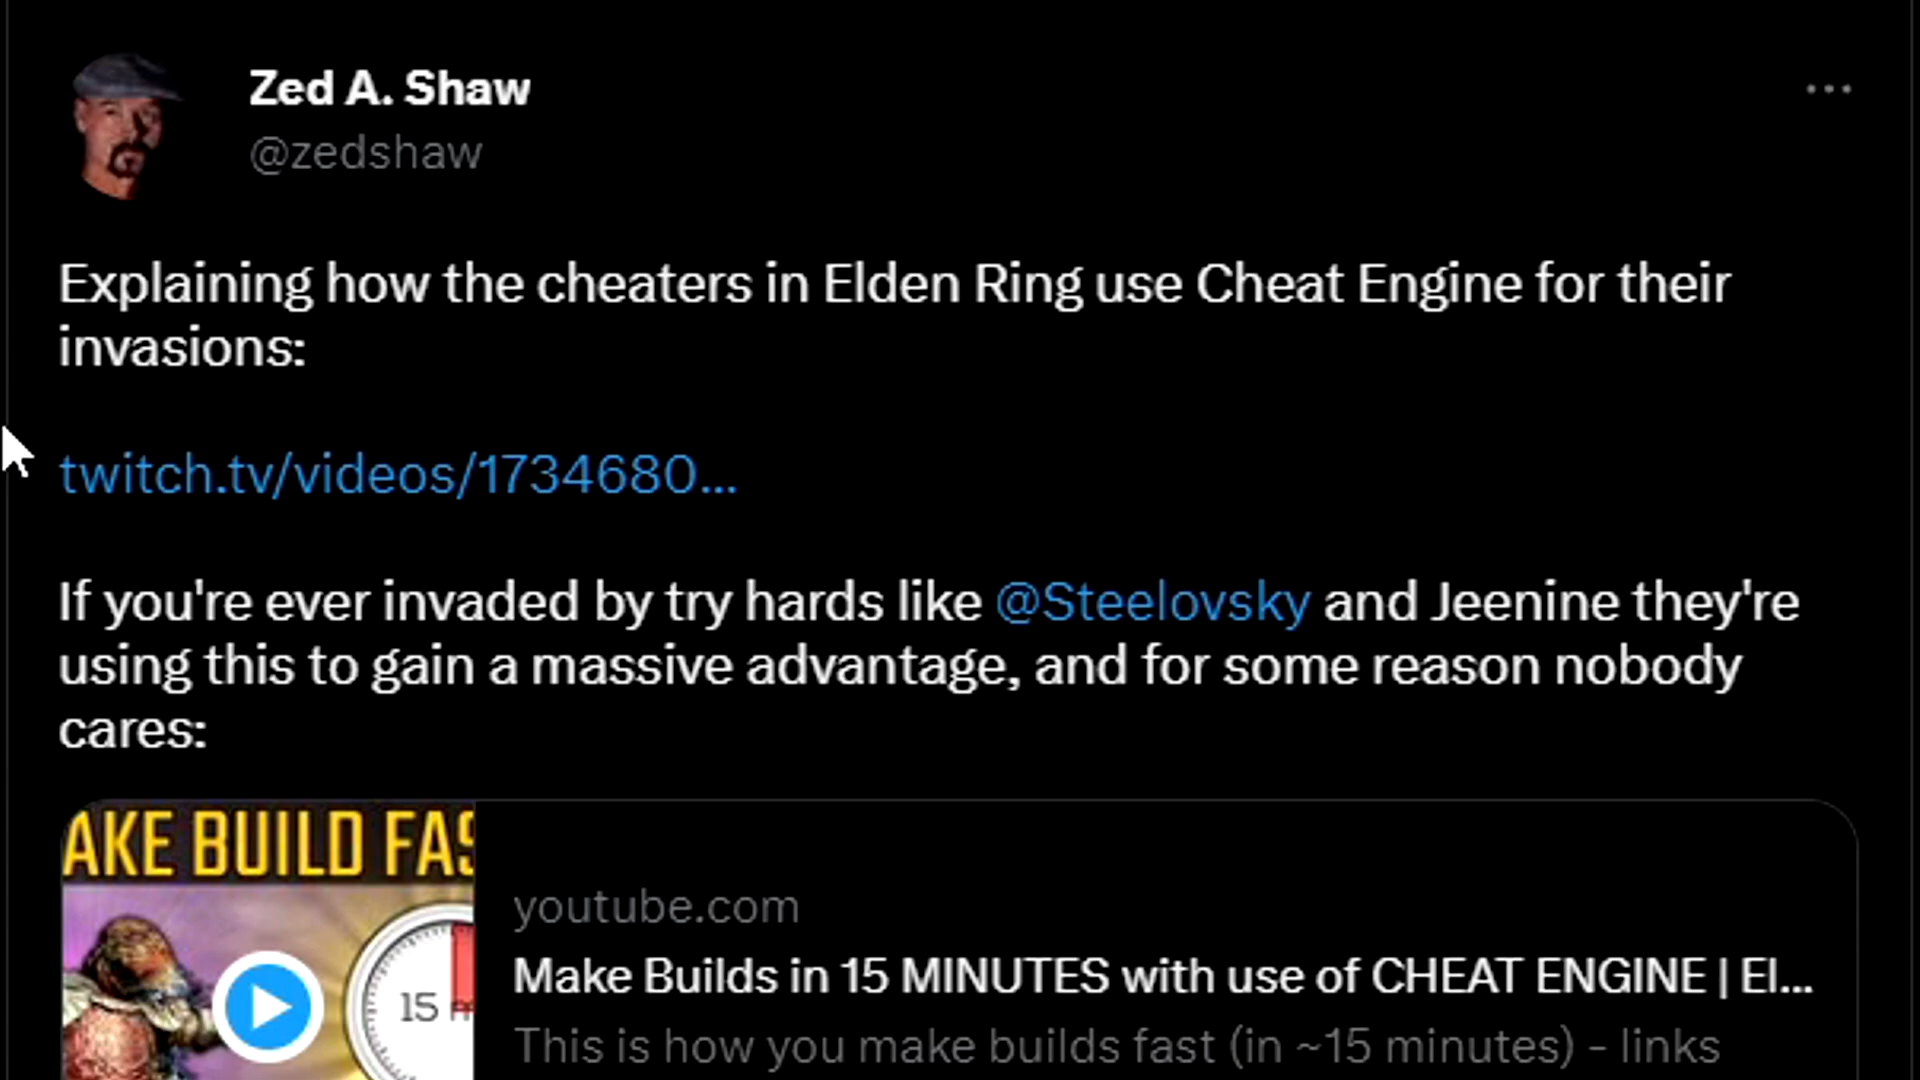 Zed A. Shaw
@zedshaw
Explaining how the cheaters in Elden Ring use Cheat Engine for their
invasions:
twitch.tv/videos/1734680...
If you're ever invaded by try hards like @Steelovsky and Jeenine they're
using this to gain a massive advantage, and for some reason nobody
cares:
AKE BUILD FAS
15 m
youtube.com
Make Builds in 15 MINUTES with use of CHEAT ENGINE | El...
This is how you make builds fast (in ~15 minutes) - links